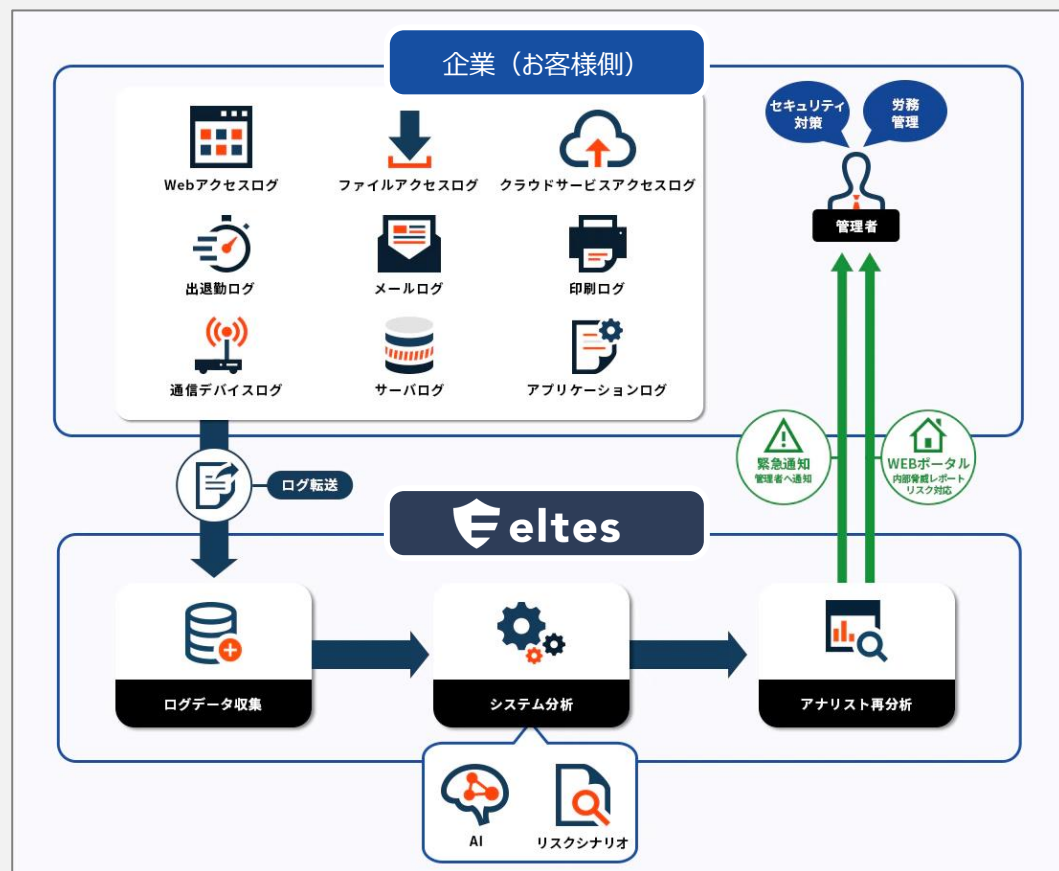 企業（お客様側）
セキュリティ
対策
労務
管理
管理者
Webアクセスログ
ファイルアクセスログ
クラウドサービスアクセスログ
出退勤ログ
メールログ
印刷ログ
通信デバイスログ
サーバログ
アプリケーションログ
ログ転送
緊急通知
管理者へ通知
WEBポータル
内部脅威レポート
リスク対応
eltes
ログデータ収集
システム分析
アナリスト再分析
AI
リスクシナリオ